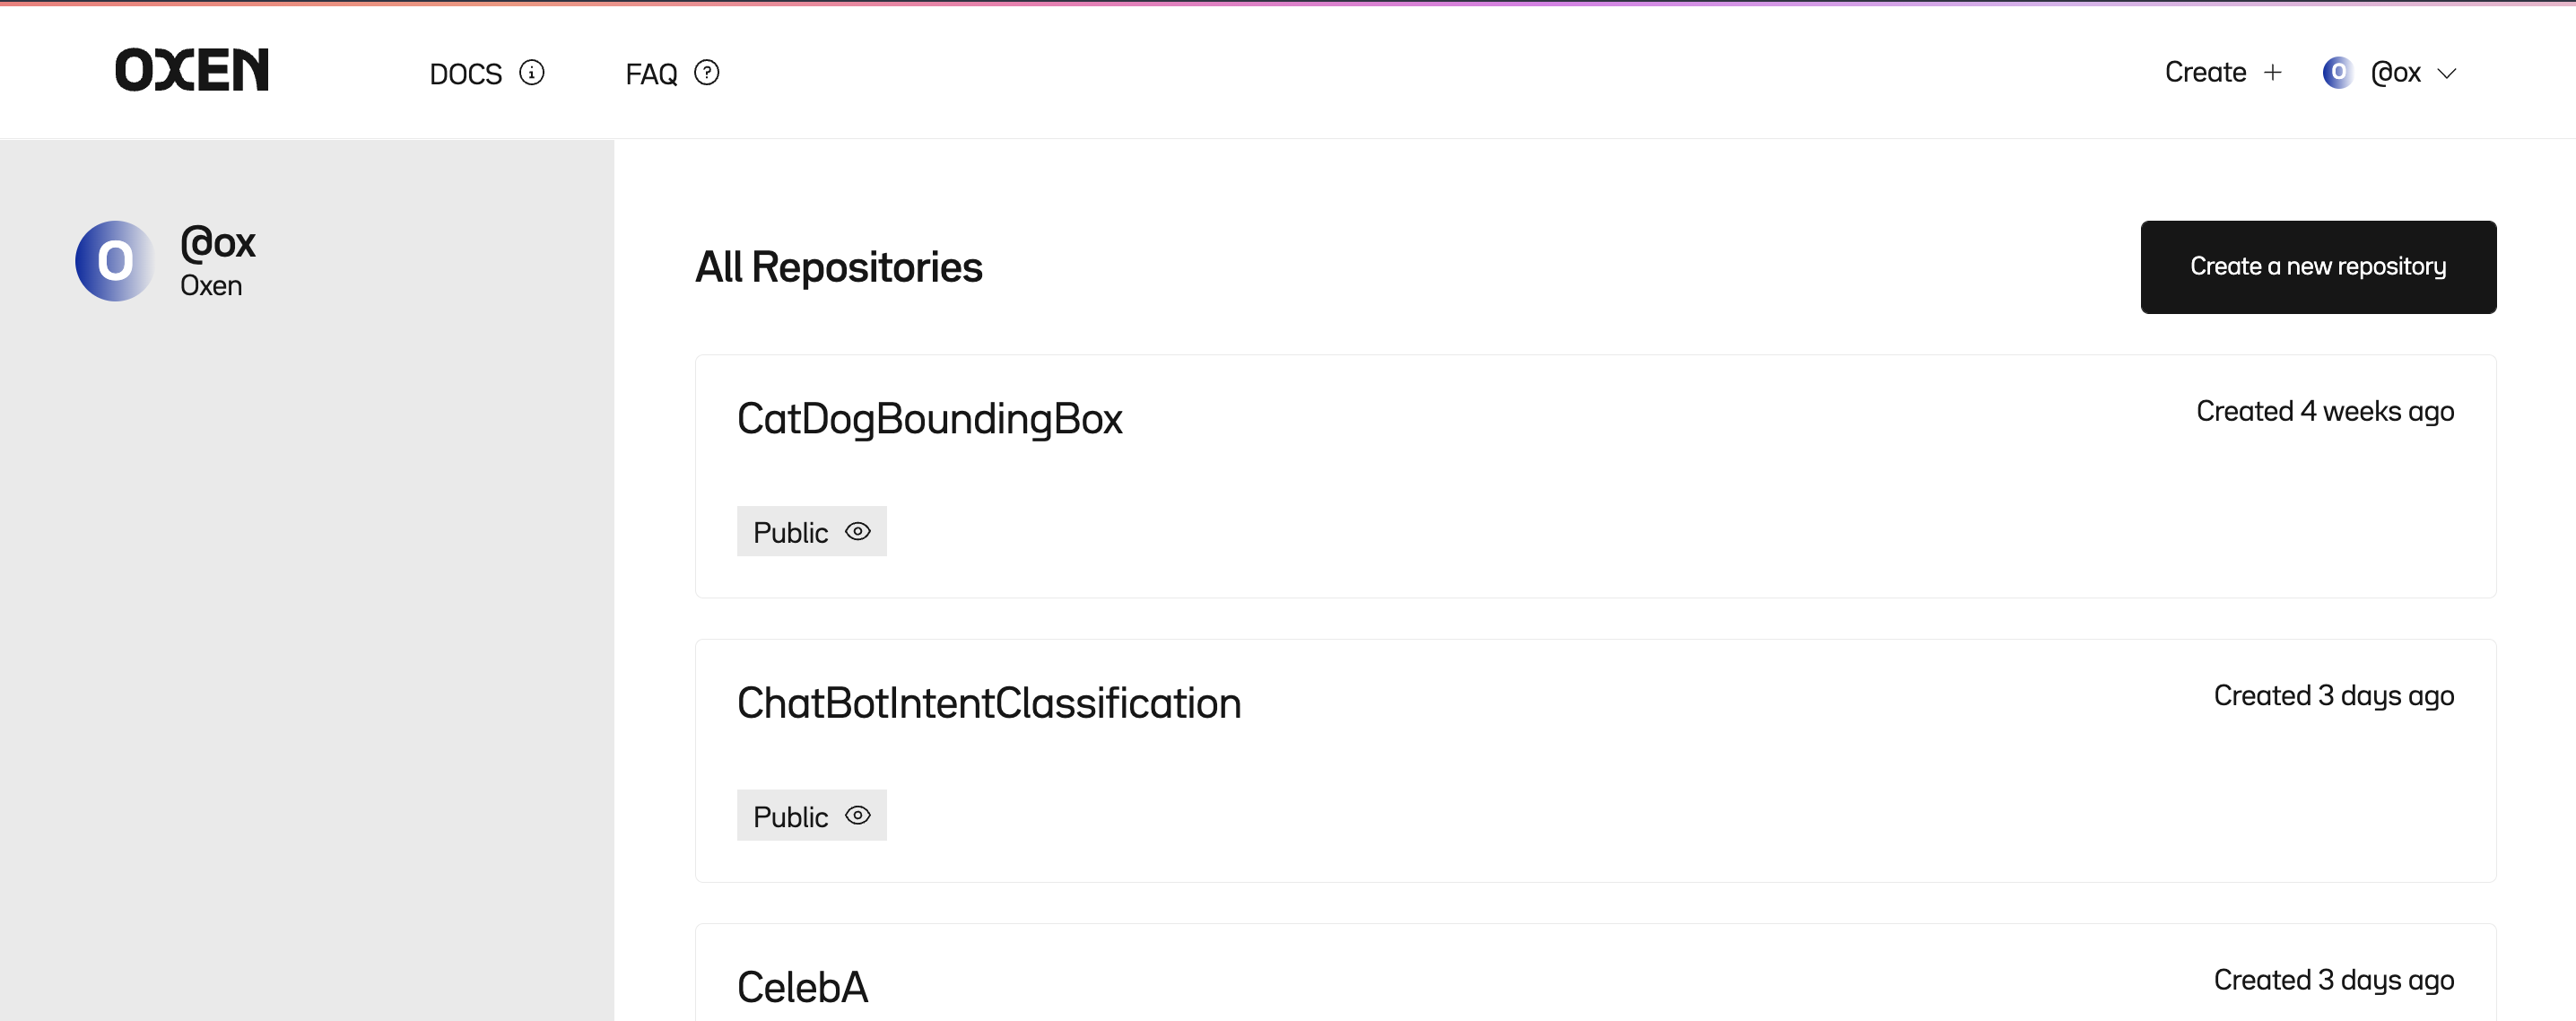 OXEN
DOCS
FAQ
Create +
O @ox
O
@ox
Oxen
All Repositories
Create a new repository
CatDogBoundingBox
Created 4 weeks ago
Public
ChatBotIntentClassification
Created 3 days ago
Public
CelebA
Created 3 days ago